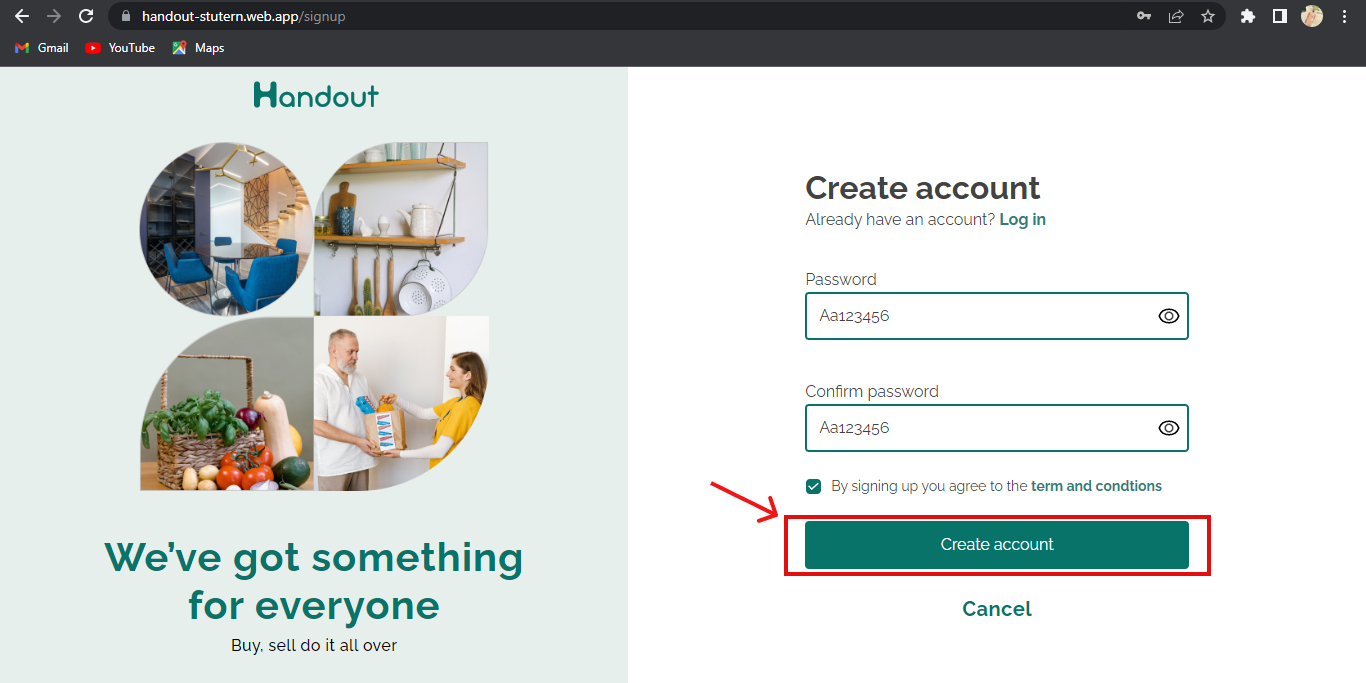 handout-stutern.web.app/signup
Gmail
YouTube
Maps
Handout
We've got something
for everyone
Buy, sell do it all over
Create account
Already have an account? Log in
Password
Aa123456
Confirm password
Aa123456
By signing up you agree to the term and condtions
Create account
Cancel